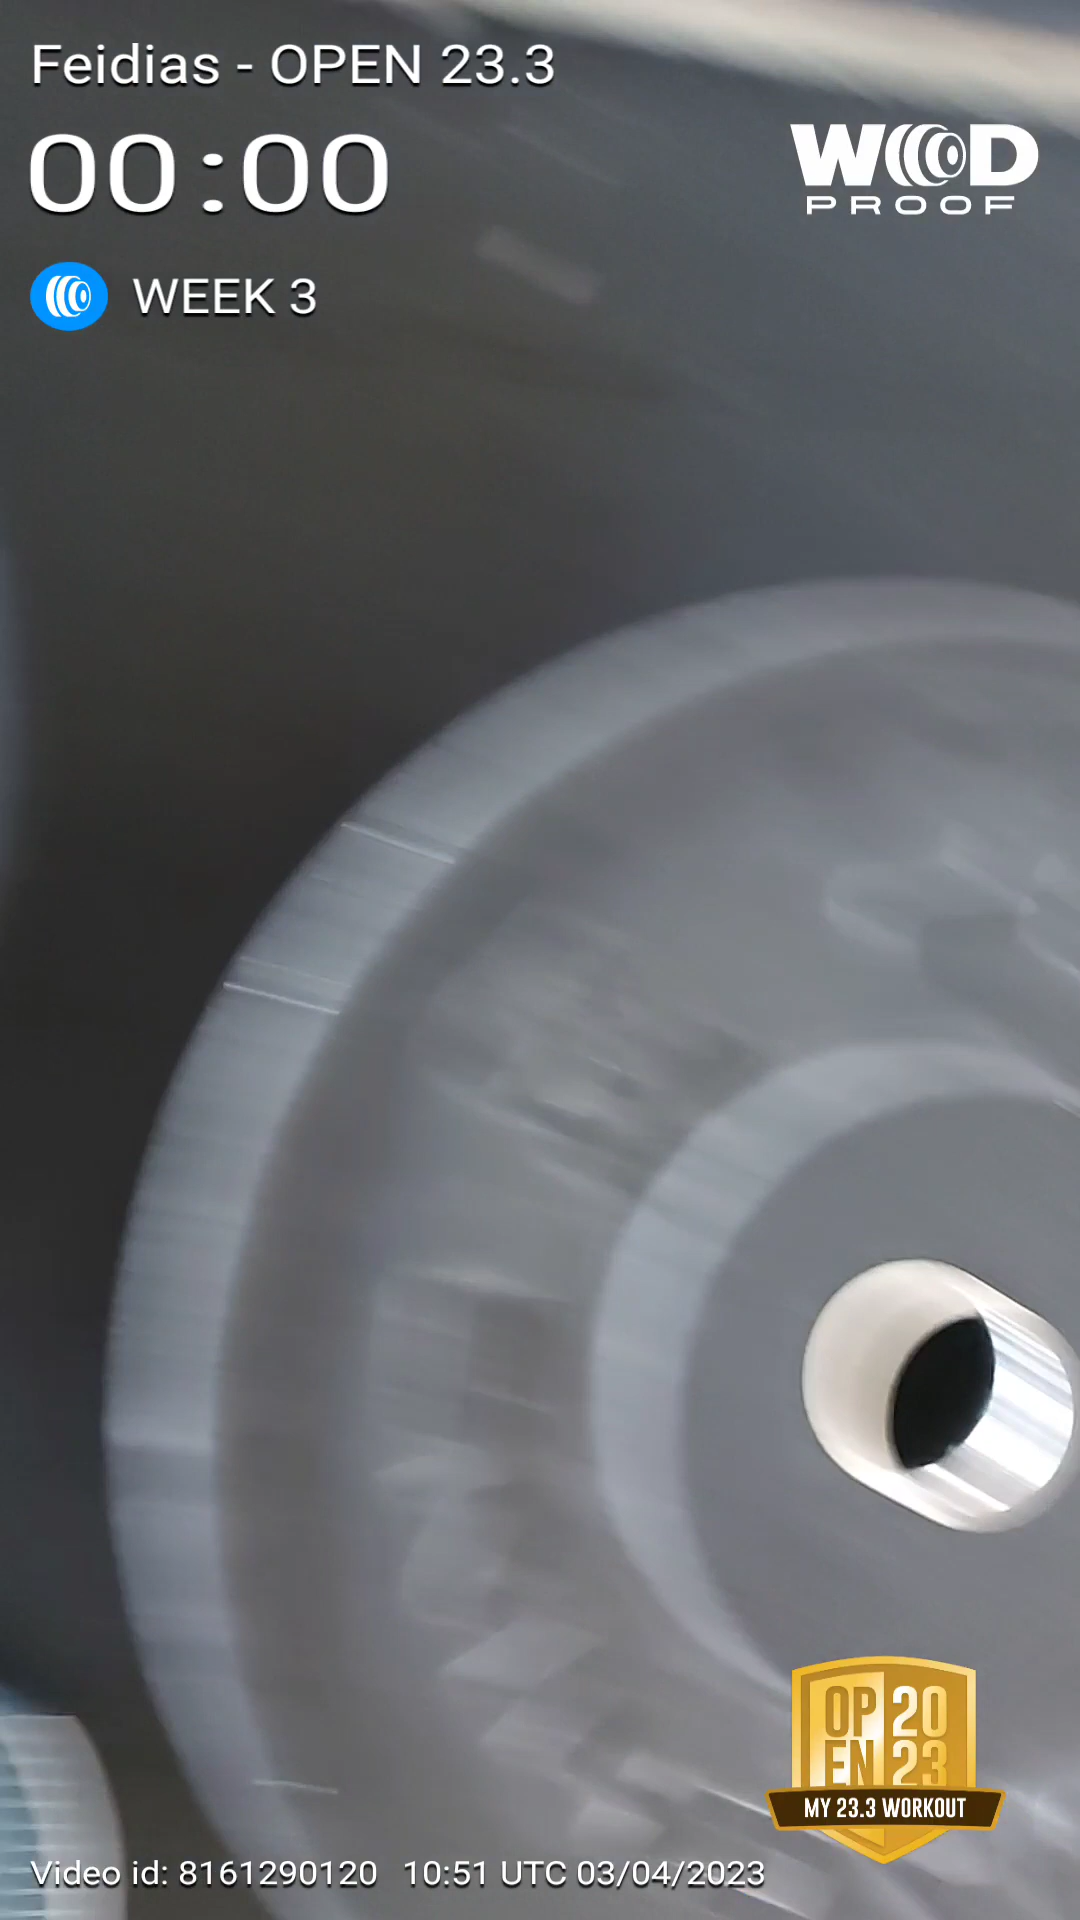 Feidias - OPEN 23.3
00:00
WOD
PROOF
WEEK 3
OP 20
EN 23
MY 23.3 WORKOUT
Video id: 8161290120 10:51 UTC 03/04/2023